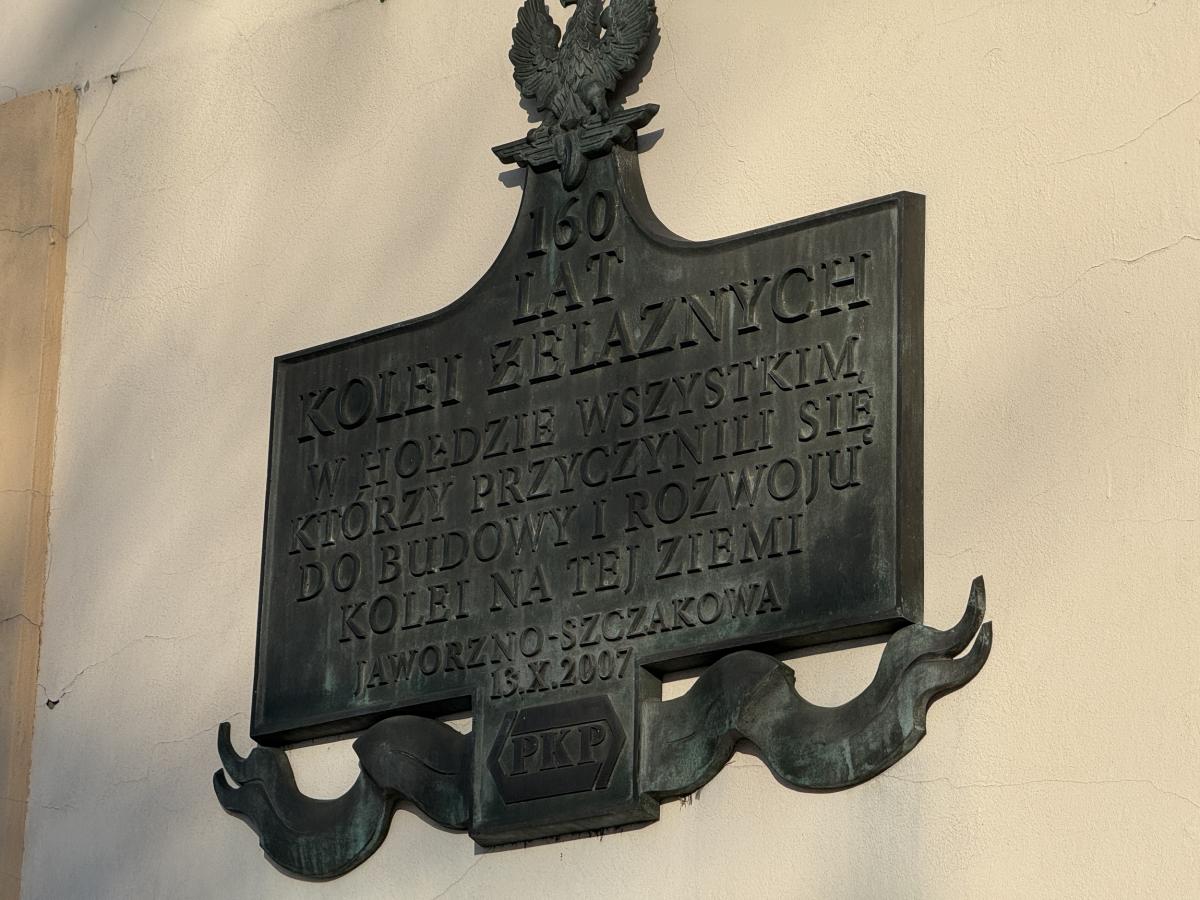 160
LAT
KOLEI ŻELAZNYCH
W HOŁDZIE WSZYSTKIM,
KTÓRZY PRZYCZYNILI SIĘ
DO BUDOWY I ROZWOJU
KOLEI NA TEJ ZIEMI
JAWORZNO-SZCZAKOWA
13.X.2007
PKP